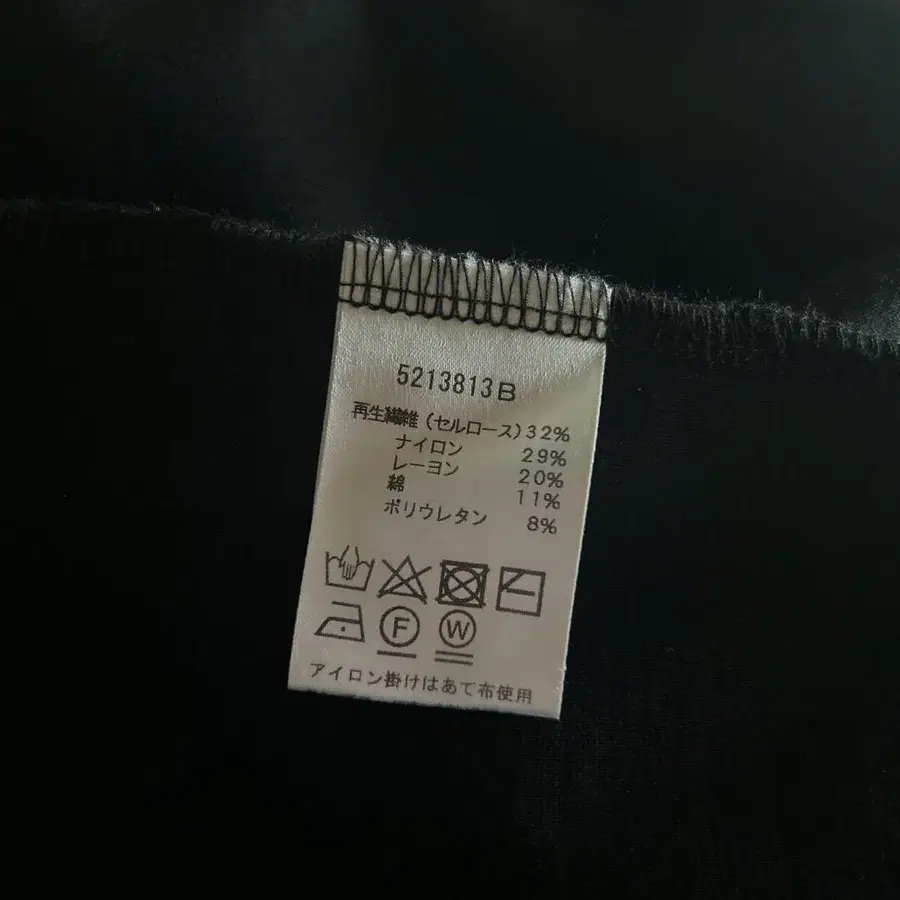 5213813B
再生繊維（セルロース）32%
ナイロン 29%
レーヨン 20%
綿 11%
ポリウレタン 8%
F W
アイロン掛けはあて布使用